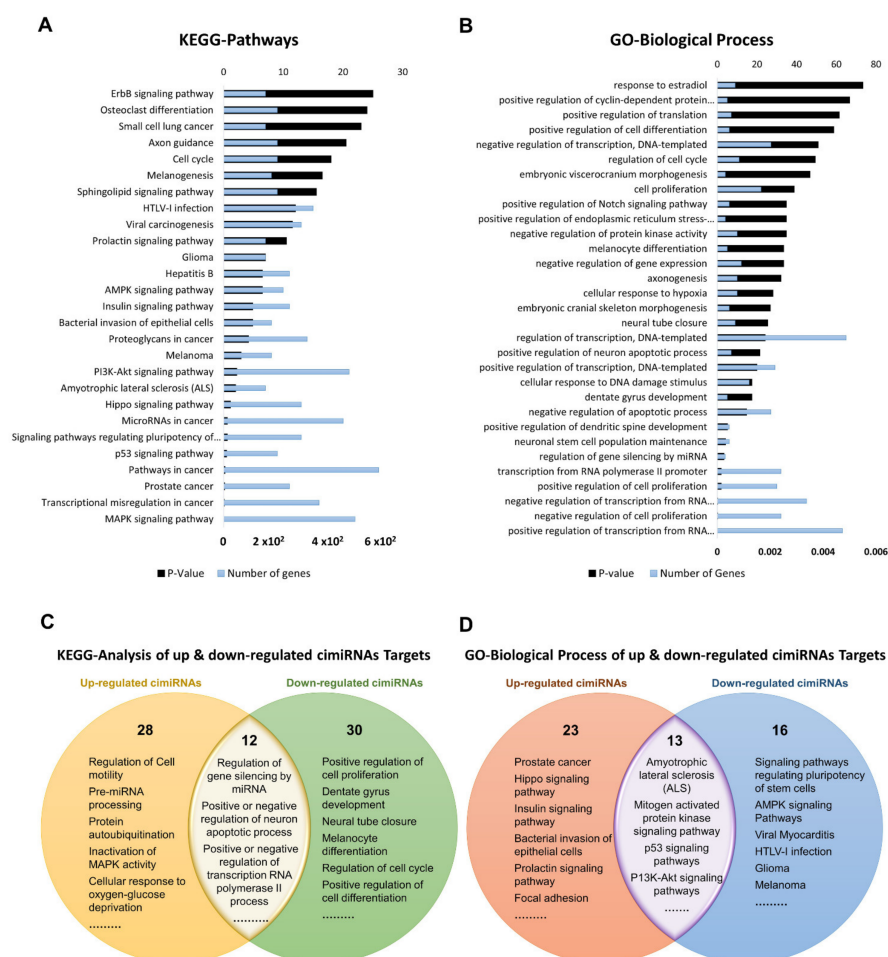 A
KEGG-Pathways
0 10 20 30
ErbB signaling pathway
Osteoclast differentiation
Small cell lung cancer
Axon guidance
Cell cycle
Melanogenesis
Sphingolipid signaling pathway
HTLV-I infection
Viral carcinogenesis
Prolactin signaling pathway
Glioma
Hepatitis B
AMPK signaling pathway
Insulin signaling pathway
Bacterial invasion of epithelial cells
Proteoglycans in cancer
Melanoma
PI3K-Akt signaling pathway
Amyotrophic lateral sclerosis (ALS)
Hippo signaling pathway
MicroRNAs in cancer
Signaling pathways regulating pluripotency of...
p53 signaling pathway
Pathways in cancer
Prostate cancer
Transcriptional misregulation in cancer
MAPK signaling pathway
0 2 x10² 4 x10² 6 x10²
P-Value Number of genes
B
GO-Biological Process
0 20 40 60 80
response to estradiol
positive regulation of cyclin-dependent protein...
positive regulation of translation
positive regulation of cell differentiation
negative regulation of transcription, DNA-templated
regulation of cell cycle
embryonic viscerocranium morphogenesis
cell proliferation
positive regulation of Notch signaling pathway
positive regulation of endoplasmic reticulum stress-...
negative regulation of protein kinase activity
melanocyte differentiation
negative regulation of gene expression
axonogenesis
cellular response to hypoxia
embryonic cranial skeleton morphogenesis
neural tube closure
regulation of transcription, DNA-templated
positive regulation of neuron apoptotic process
positive regulation of transcription, DNA-templated
cellular response to DNA damage stimulus
dentate gyrus development
negative regulation of apoptotic process
positive regulation of dendritic spine development
neuronal stem cell population maintenance
regulation of gene silencing by miRNA
transcription from RNA polymerase II promoter
positive regulation of cell proliferation
negative regulation of transcription from RNA...
negative regulation of cell proliferation
positive regulation of transcription from RNA...
0 0.002 0.004 0.006
P-value Number of Genes
C
KEGG-Analysis of up & down-regulated cimiRNAs Targets
Up-regulated cimiRNAs
Down-regulated cimiRNAs
28
Regulation of Cell
motility
Pre-miRNA
processing
Protein
autoubiquitination
Inactivation of
MAPK activity
Cellular response to
oxygen-glucose
deprivation
.........
12
Regulation of
gene silencing by
miRNA
Positive or negative
regulation of neuron
apoptotic process
Positive or negative
regulation of
transcription RNA
polymerase II
process
..........
30
Positive regulation of
cell proliferation
Dentate gyrus
development
Neural tube closure
Melanocyte
differentiation
Regulation of cell cycle
Positive regulation of
cell differentiation
.........
D
GO-Biological Process of up & down-regulated cimiRNAs Targets
Up-regulated cimiRNAs
Down-regulated cimiRNAs
23
Prostate cancer
Hippo signaling
pathway
Insulin signaling
pathway
Bacterial invasion of
epithelial cells
Prolactin signaling
pathway
Focal adhesion
.........
13
Amyotrophic
lateral sclerosis
(ALS)
Mitogen activated
protein kinase
signaling pathway
p53 signaling
pathways
P13K-Akt signaling
pathways
.......
16
Signaling pathways
regulating pluripotency
of stem cells
AMPK signaling
Pathways
Viral Myocarditis
HTLV-I infection
Glioma
Melanoma
.........